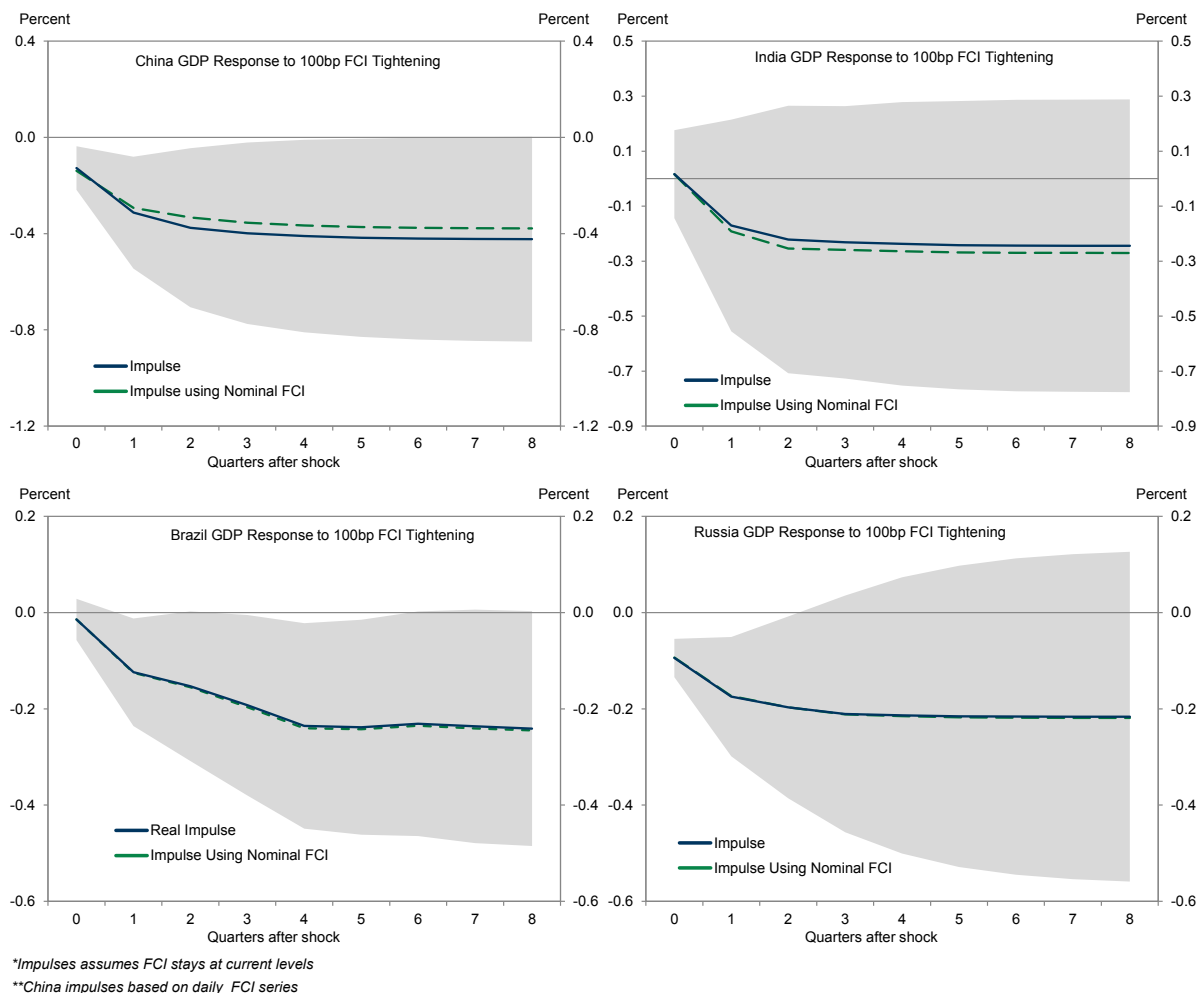 Percent Percent
China GDP Response to 100bp FCI Tightening
0.4 0.4
0.0 0.0
-0.4 -0.4
-0.8 -0.8
-1.2 -1.2
Impulse
Impulse using Nominal FCI
0 1 2 3 4 5 6 7 8
Quarters after shock
Percent Percent
India GDP Response to 100bp FCI Tightening
0.5 0.5
0.3 0.3
0.1 0.1
-0.1 -0.1
-0.3 -0.3
-0.5 -0.5
-0.7 -0.7
-0.9 -0.9
Impulse
Impulse Using Nominal FCI
0 1 2 3 4 5 6 7 8
Quarters after shock
Percent Percent
Brazil GDP Response to 100bp FCI Tightening
0.2 0.2
0.0 0.0
-0.2 -0.2
-0.4 -0.4
-0.6 -0.6
Real Impulse
Impulse Using Nominal FCI
0 1 2 3 4 5 6 7 8
Quarters after shock
Percent Percent
Russia GDP Response to 100bp FCI Tightening
0.2 0.2
0.0 0.0
-0.2 -0.2
-0.4 -0.4
-0.6 -0.6
Impulse
Impulse Using Nominal FCI
0 1 2 3 4 5 6 7 8
Quarters after shock
*Impulses assumes FCI stays at current levels
**China impulses based on daily FCI series